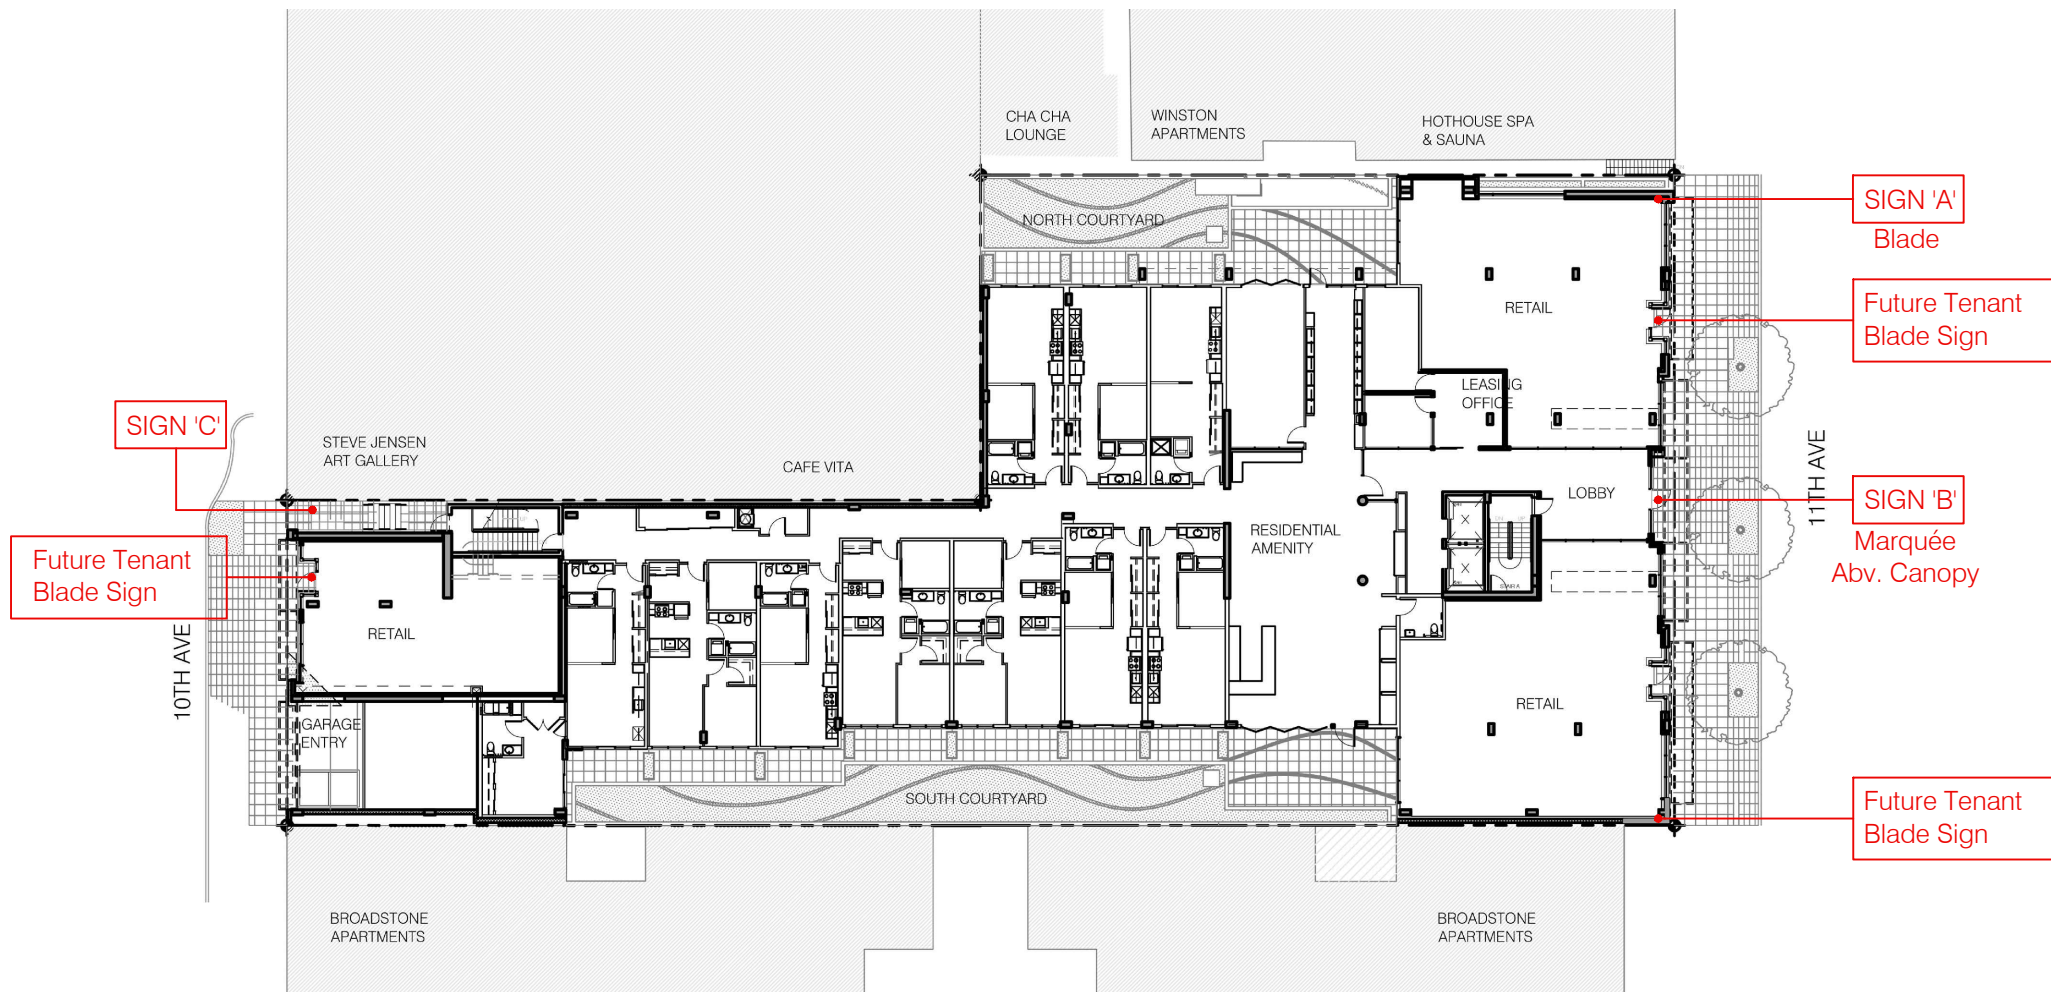 CHA CHA
LOUNGE
WINSTON
APARTMENTS
HOTHOUSE SPA
& SAUNA
SIGN 'A'
Blade
NORTH COURTYARD
Future Tenant
Blade Sign
RETAIL
LEASING
OFFICE
SIGN 'C'
STEVE JENSEN
ART GALLERY
CAFE VITA
LOBBY
SIGN 'B'
Marquée
Abv. Canopy
11TH AVE
RESIDENTIAL
AMENITY
Future Tenant
Blade Sign
STAIR A
RETAIL
10TH AVE
RETAIL
GARAGE
ENTRY
SOUTH COURTYARD
Future Tenant
Blade Sign
BROADSTONE
APARTMENTS
BROADSTONE
APARTMENTS